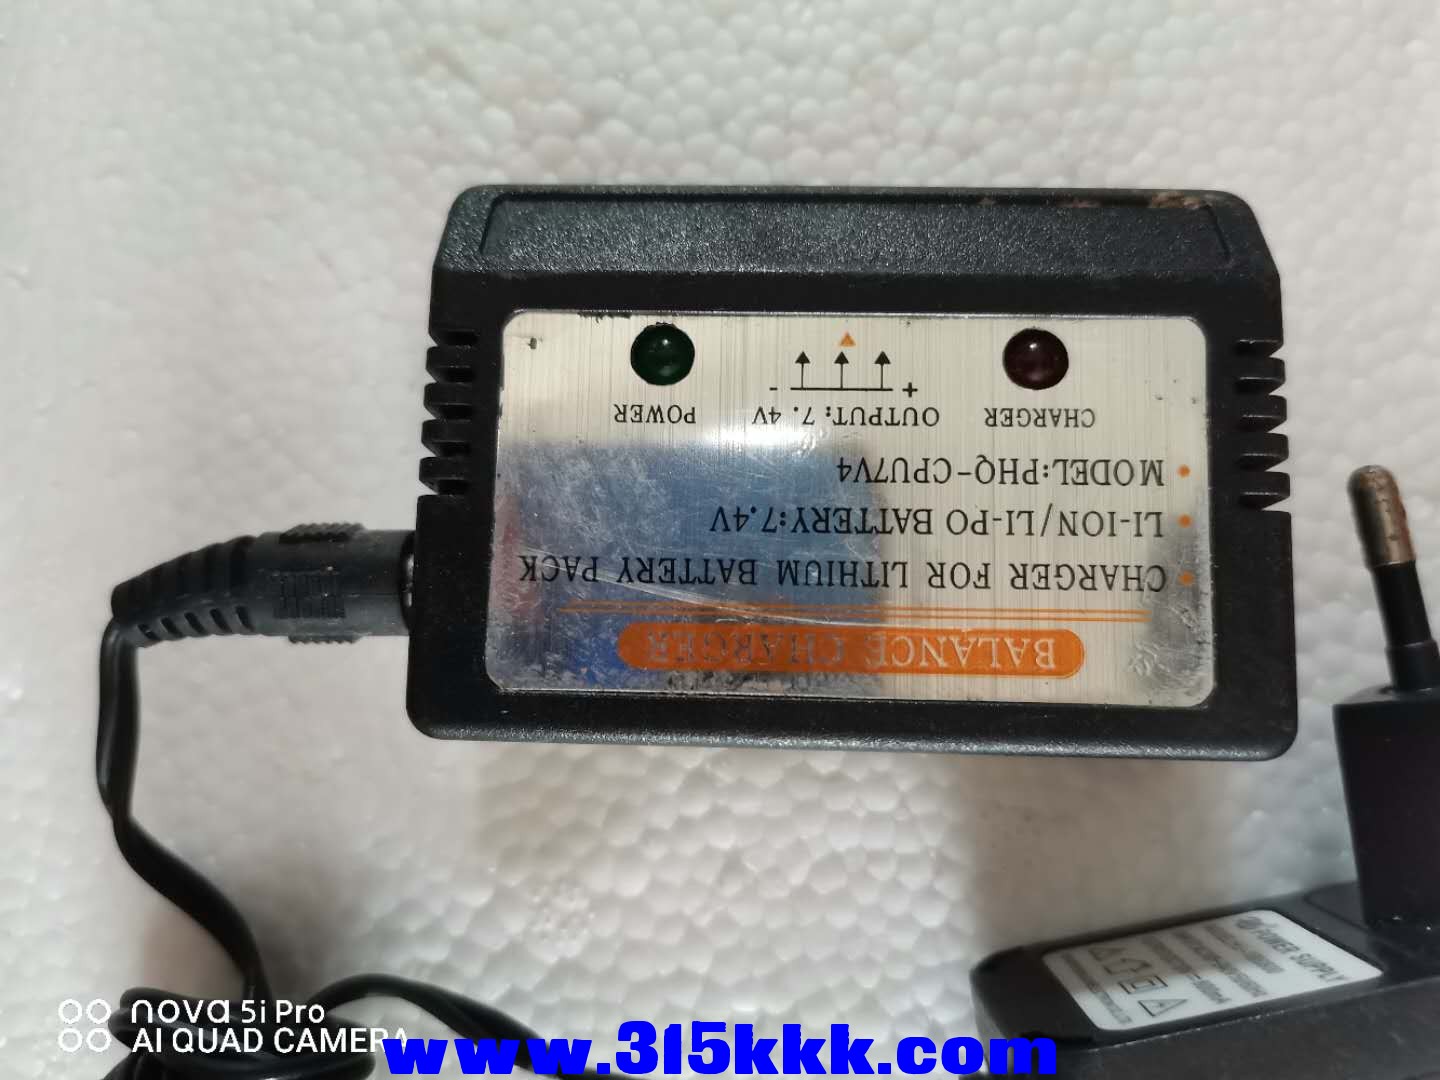 BALANCE CHARGER
CHARGER FOR LITHIUM BATTERY PACK
LI-ION/LI-PO BATTERY:7.4V
MODEL:PHQ-CPU7V4
CHARGER
OUTPUT:7.4V
POWER
+ -
POWER SUPPLY
nova 5i Pro
AI QUAD CAMERA
www.315kkk.com